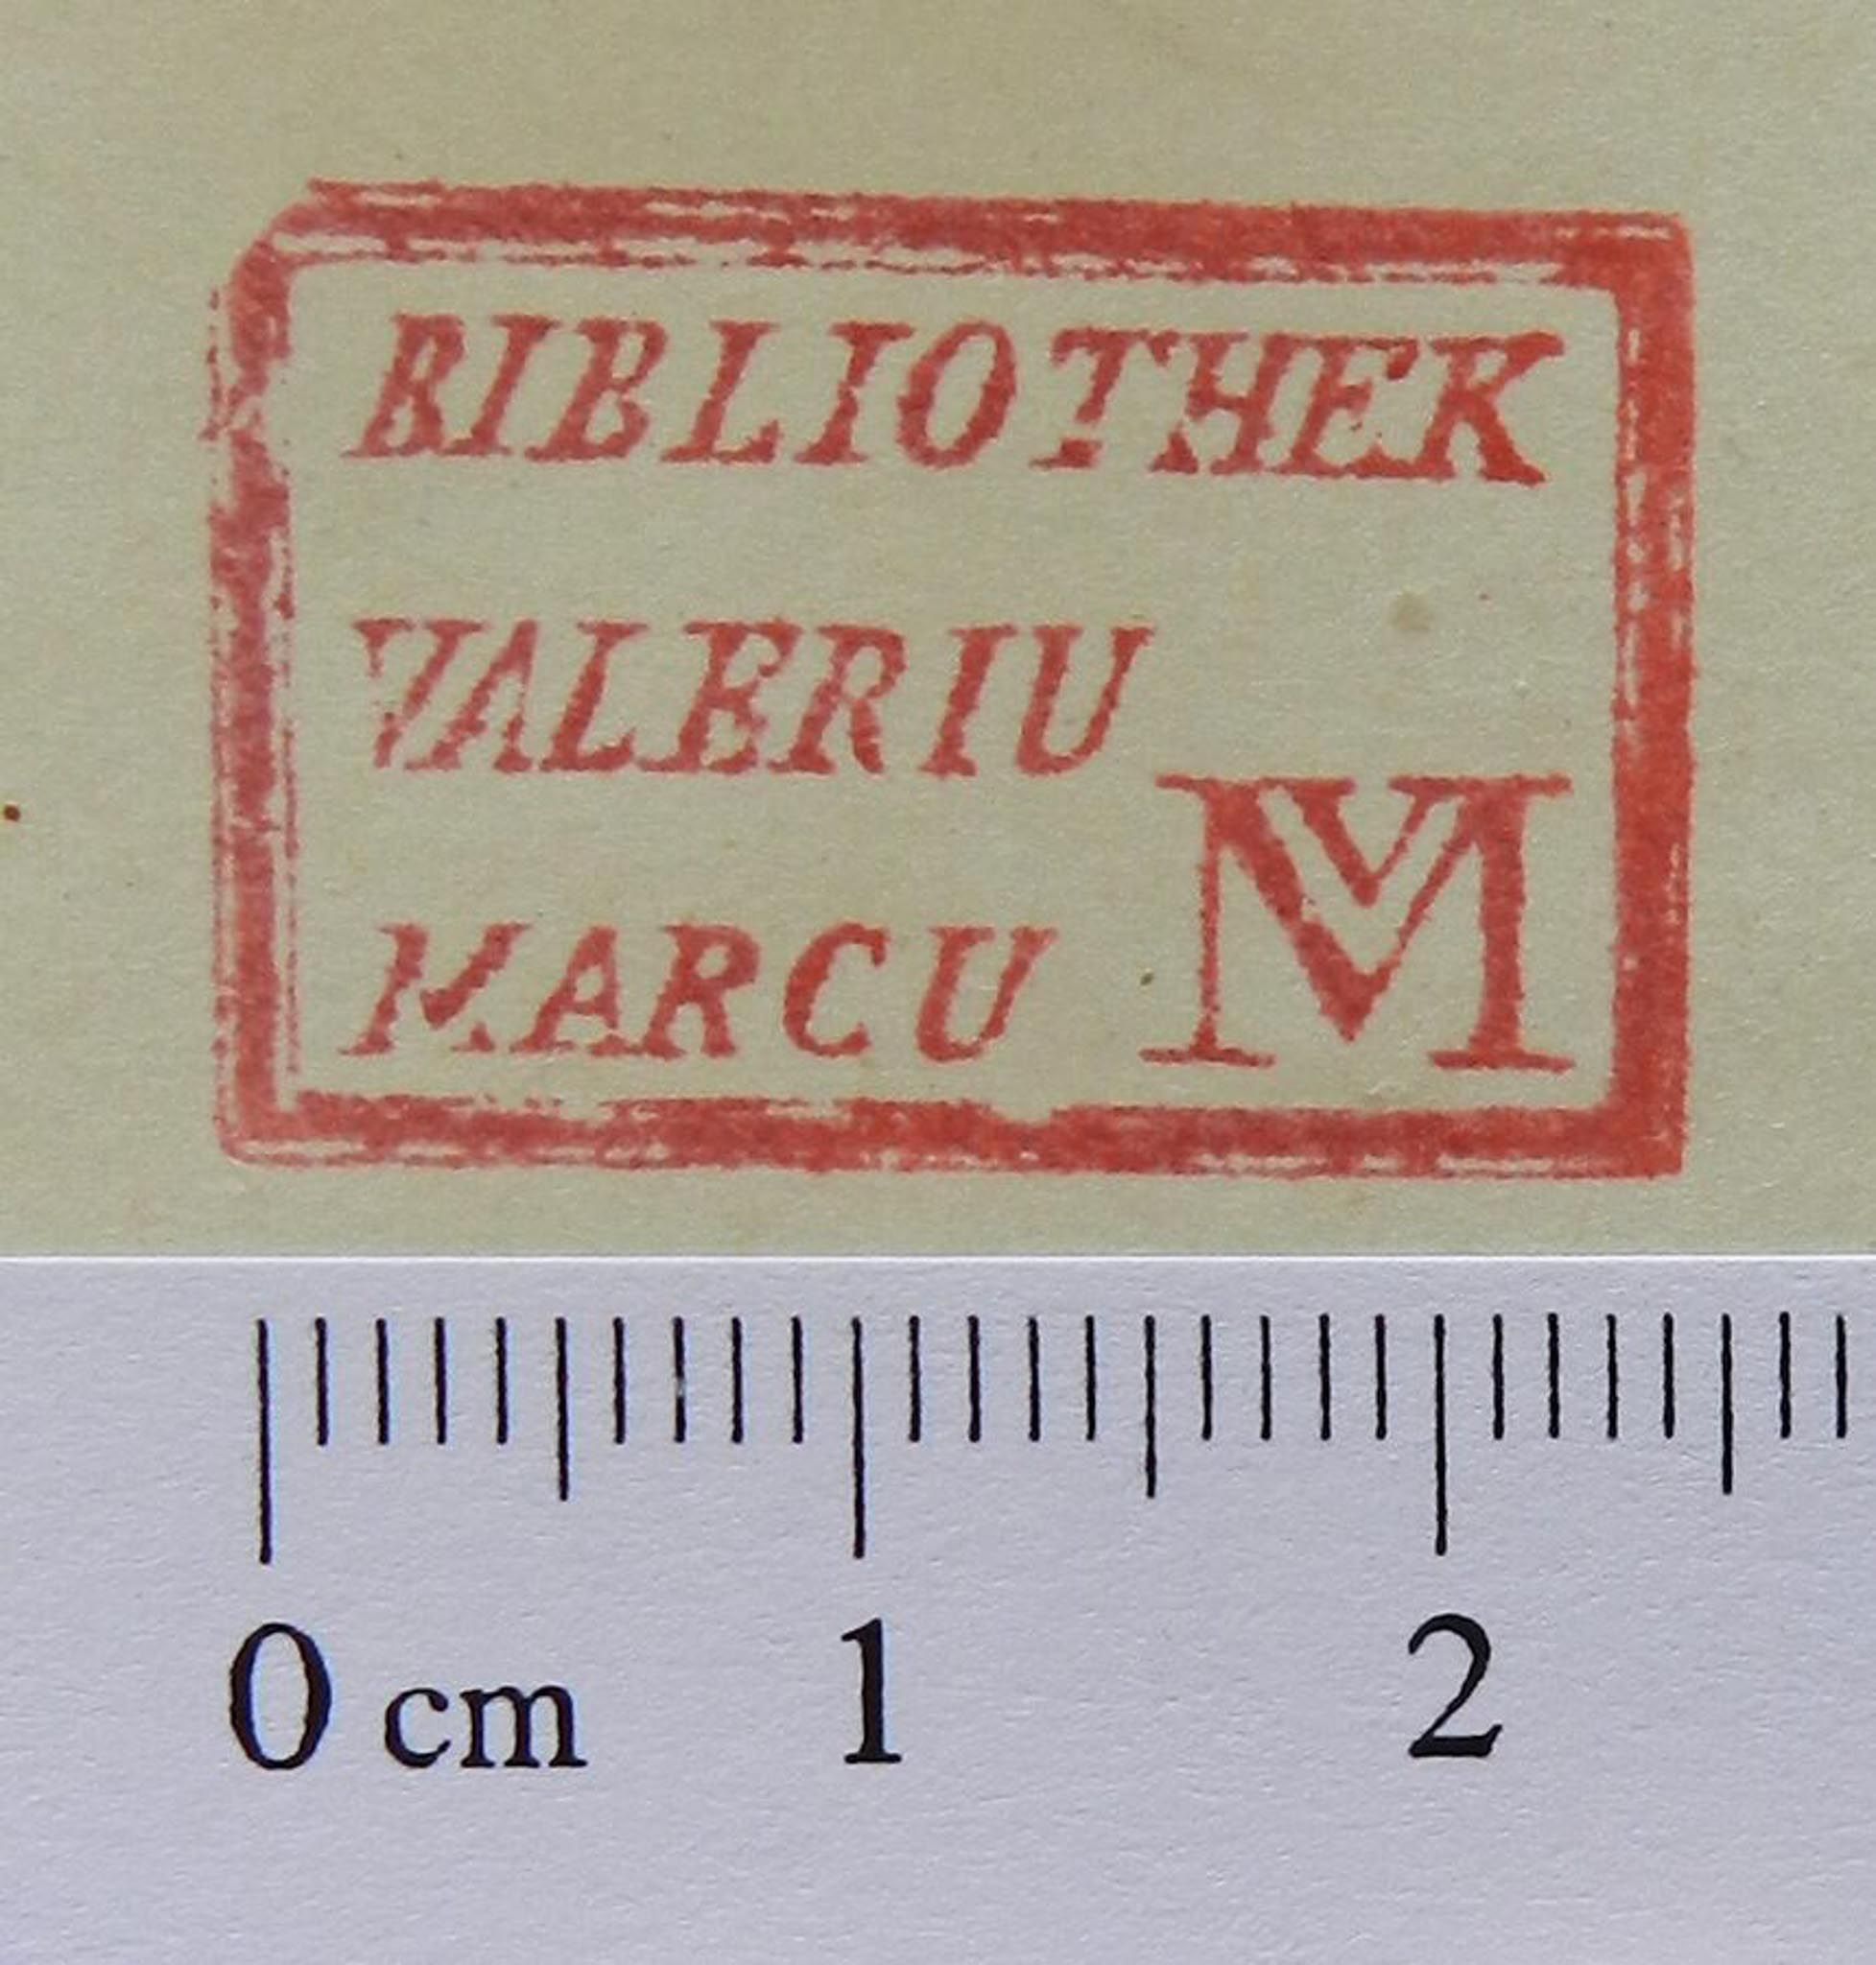 BIBLIOTHEK
VALERIU
MARCU
VM
0 cm 1 2